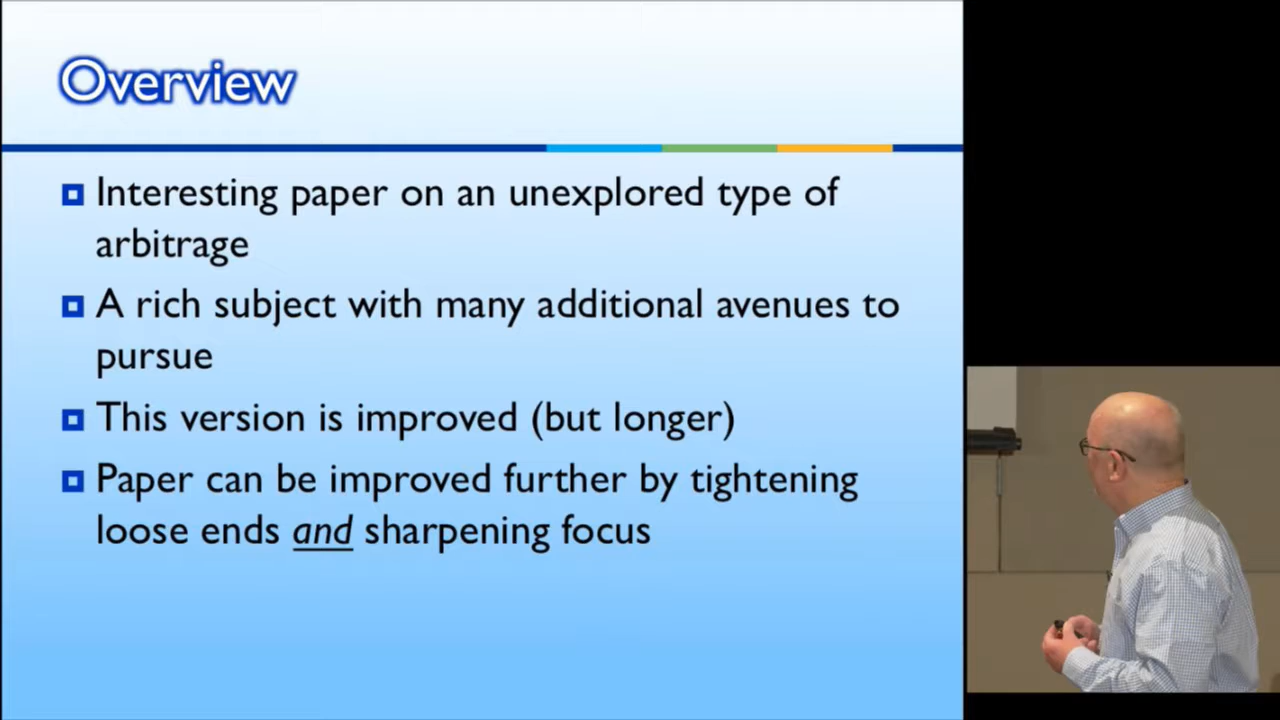 Overview
Interesting paper on an unexplored type of
arbitrage
A rich subject with many additional avenues to
pursue
This version is improved (but longer)
Paper can be improved further by tightening
loose ends and sharpening focus